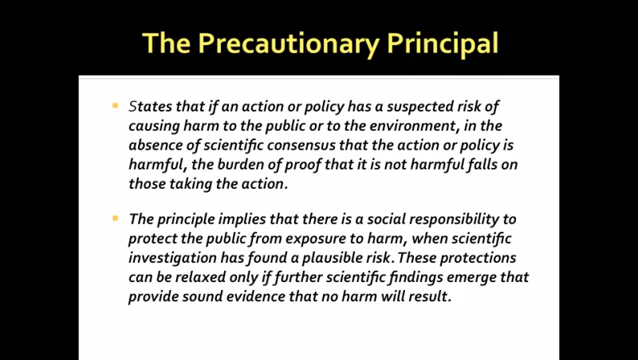 The Precautionary Principal
States that if an action or policy has a suspected risk of
causing harm to the public or to the environment, in the
absence of scientific consensus that the action or policy is
harmful, the burden of proof that it is not harmful falls on
those taking the action.
The principle implies that there is a social responsibility to
protect the public from exposure to harm, when scientific
investigation has found a plausible risk. These protections
can be relaxed only if further scientific findings emerge that
provide sound evidence that no harm will result.